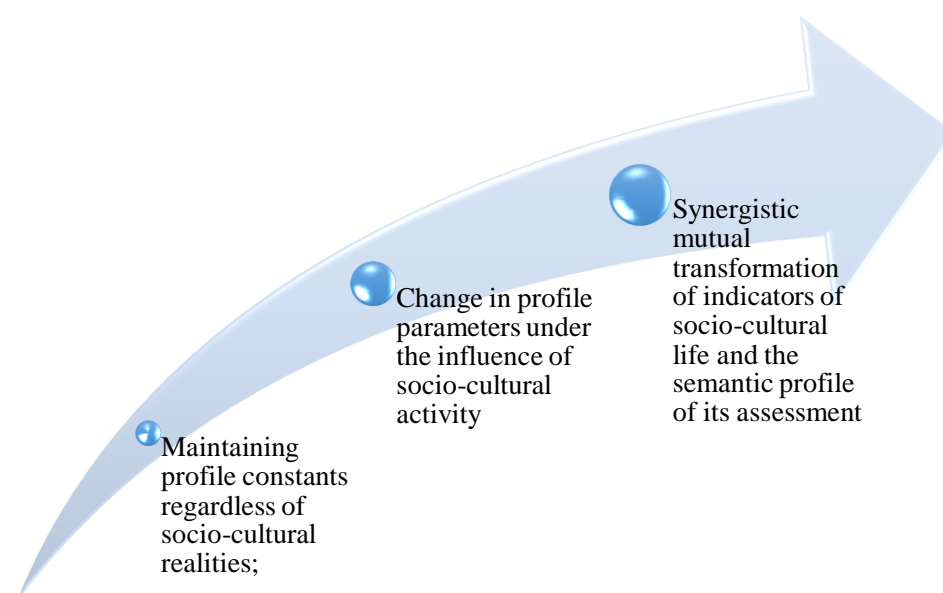 Maintaining
profile constants
regardless of
socio-cultural
realities;
Change in profile
parameters under
the influence of
socio-cultural
activity
Synergistic
mutual
transformation
of indicators of
socio-cultural
life and the
semantic profile
of its assessment